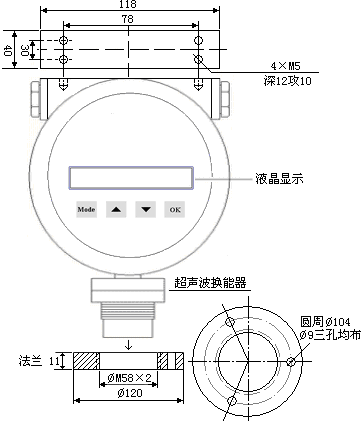 118
78
40
30
4×M5
深12攻10
液晶显示
Mode
OK
超声波换能器
圆周Ø104
Ø9三孔均布
法兰
11
ØM58×2
Ø120